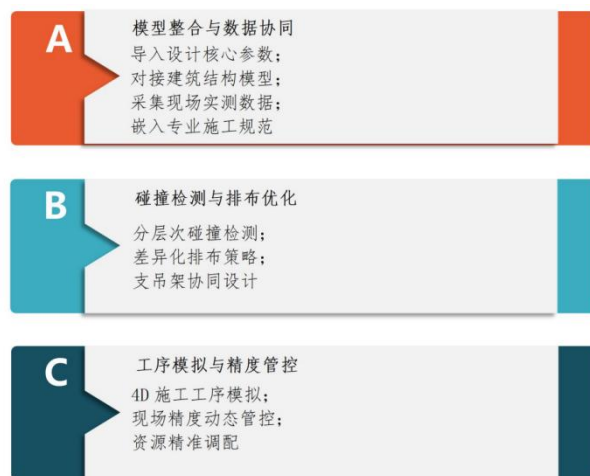 A
模型整合与数据协同
导入设计核心参数；
对接建筑结构模型；
采集现场实测数据；
嵌入专业施工规范
B
碰撞检测与排布优化
分层次碰撞检测；
差异化排布策略；
支吊架协同设计
C
工序模拟与精度管控
4D 施工工序模拟；
现场精度动态管控；
资源精准调配